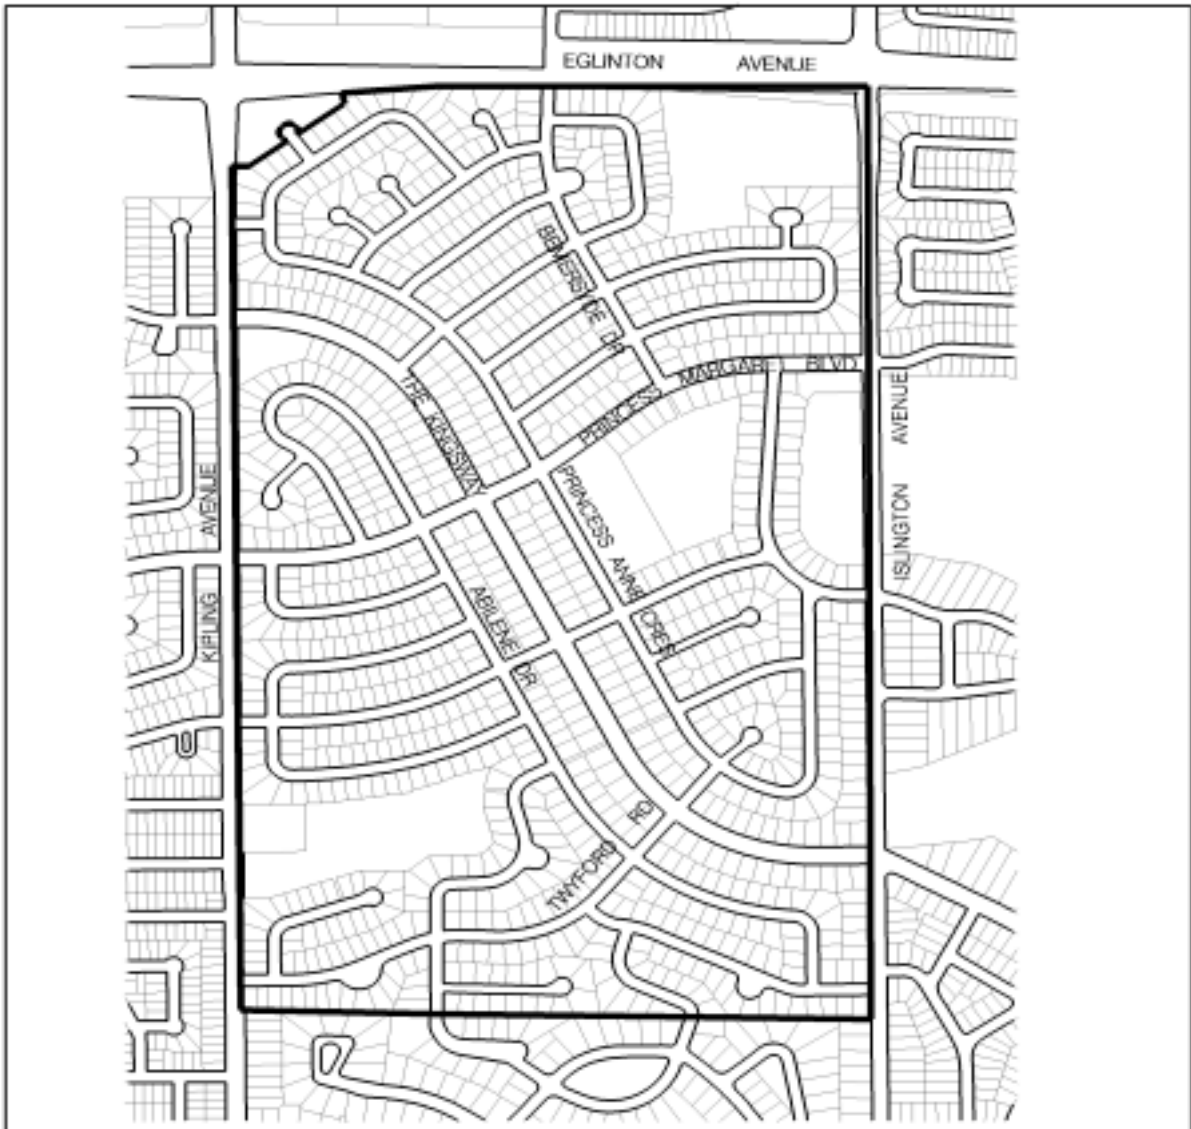 EGLINTON AVENUE
BEMERSYDE DR
PRINCESS MARGARET BLVD
THE KINGSWAY
KIPLING AVENUE
ISLINGTON AVENUE
PRINCESS ANNE CRES
ABILENE DR
TWYFORD RD